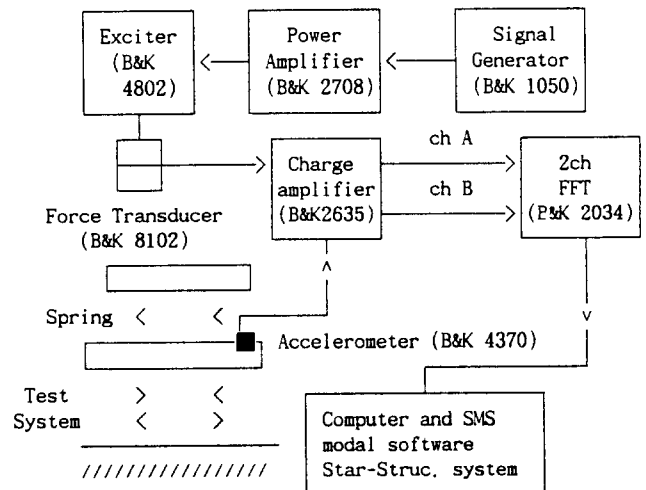 Exciter
(B&K
4802)
Power
Amplifier
(B&K 2708)
Signal
Generator
(B&K 1050)
ch A
ch B
Charge
amplifier
(B&K2635)
2ch
FFT
(P&K 2034)
Force Transducer
(B&K 8102)
Spring
Accelerometer (B&K 4370)
Test
System
Computer and SMS
modal software
Star-Struc. system